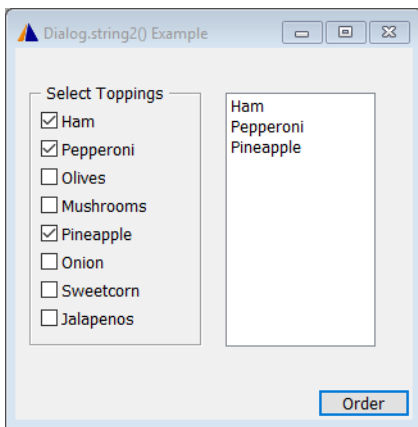 Dialog.string2() Example
Select Toppings
Ham
Pepperoni
Olives
Mushrooms
Pineapple
Onion
Sweetcorn
Jalapenos
Ham
Pepperoni
Pineapple
Order